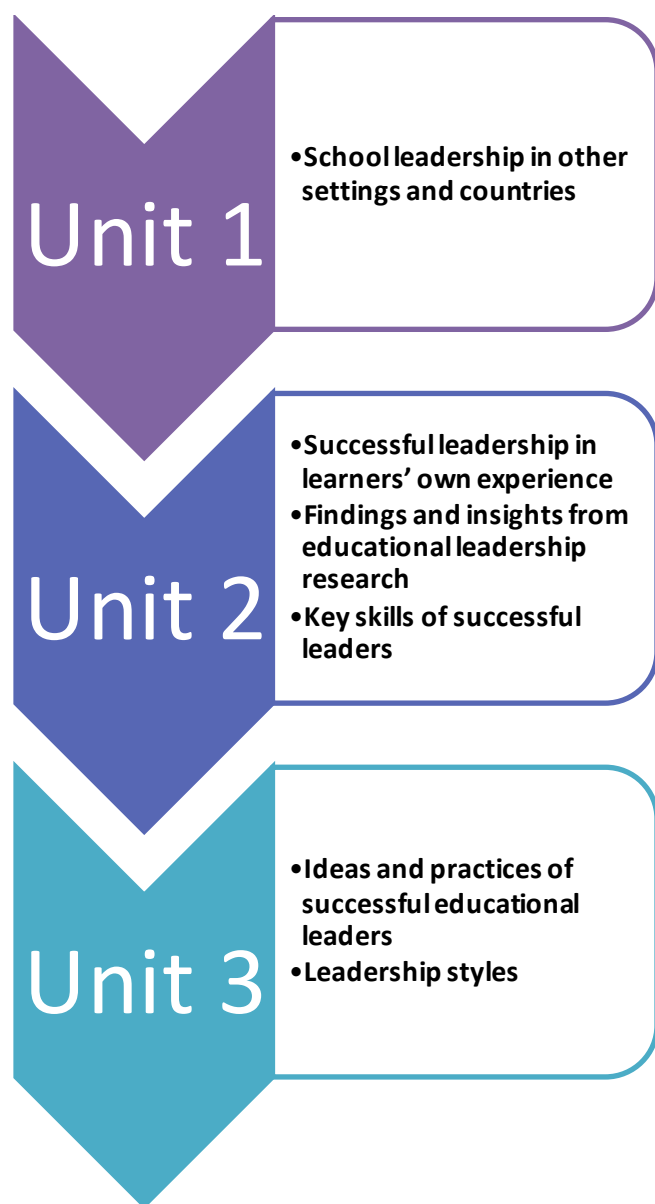 Unit 1
•School leadership in other
settings and countries
Unit 2
•Successful leadership in
learners’ own experience
•Findings and insights from
educational leadership
research
•Key skills of successful
leaders
Unit 3
•Ideas and practices of
successful educational
leaders
•Leadership styles